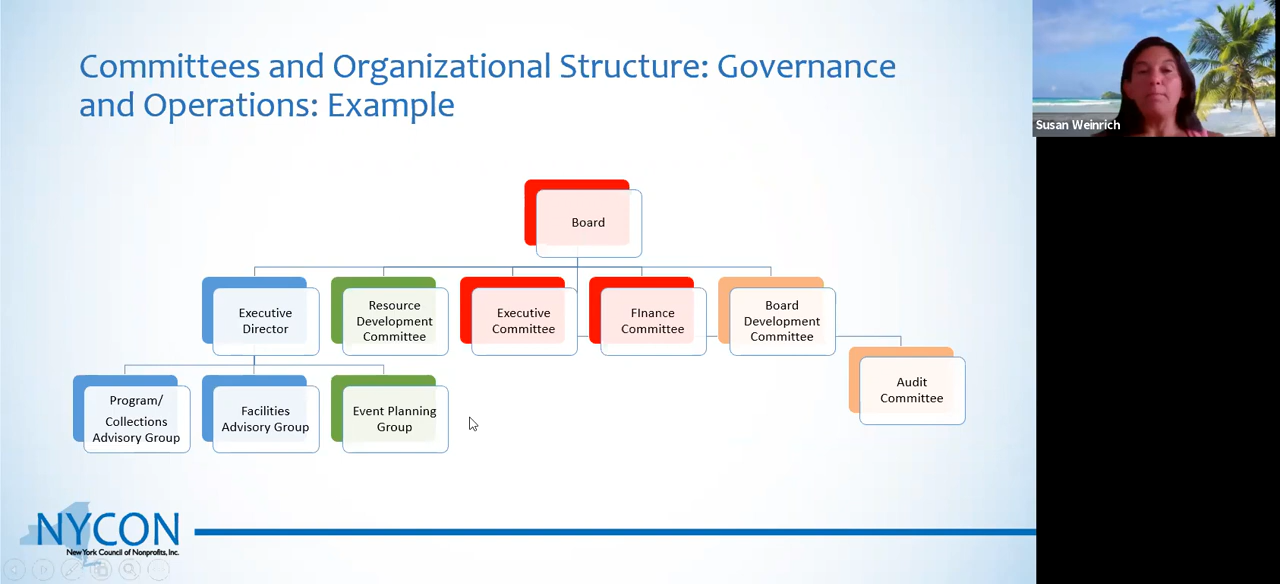 Committees and Organizational Structure: Governance
and Operations: Example
Susan Weinrich
Board
Executive
Director
Resource
Development
Committee
Executive
Committee
FInance
Committee
Board
Development
Committee
Audit
Committee
Program/
Collections
Advisory Group
Facilities
Advisory Group
Event Planning
Group
NYCON
New York Council of Nonprofits, Inc.